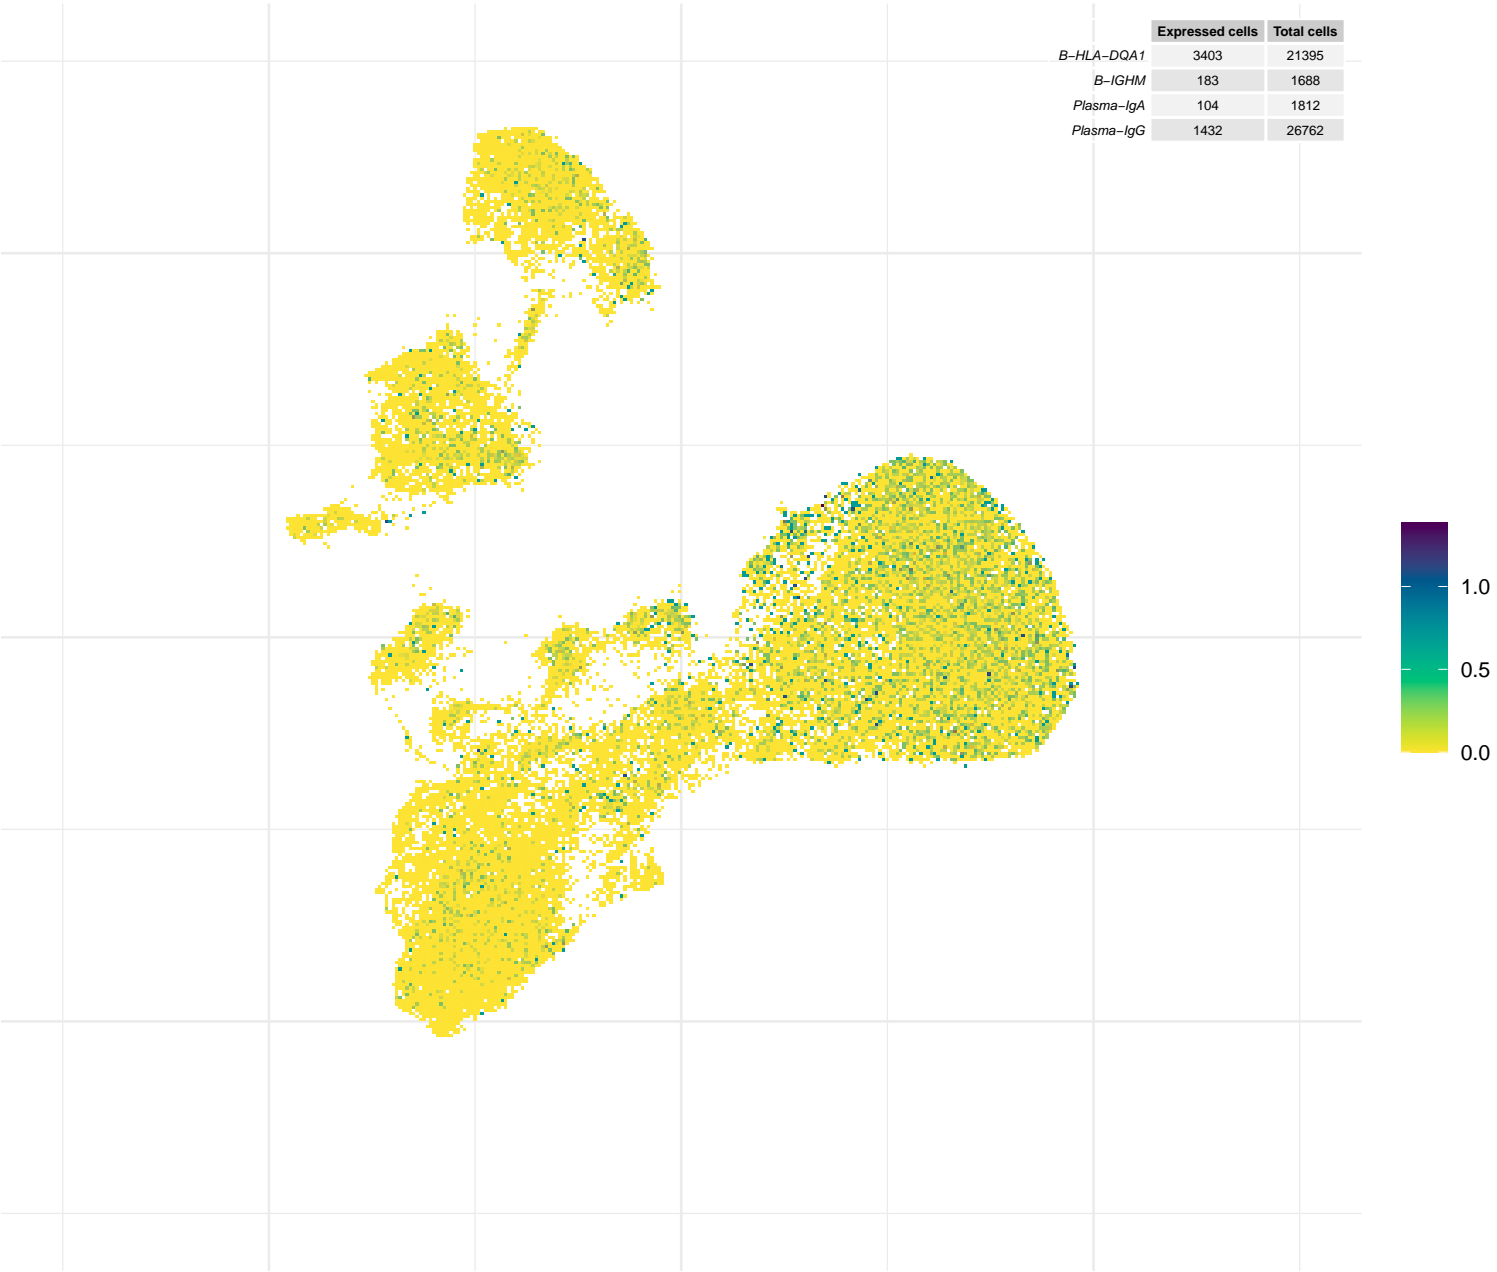 Expressed cells Total cells
B−HLA−DQA1 3403 21395
B−IGHM 183 1688
Plasma−IgA 104 1812
Plasma−IgG 1432 26762
1.0
0.5
0.0